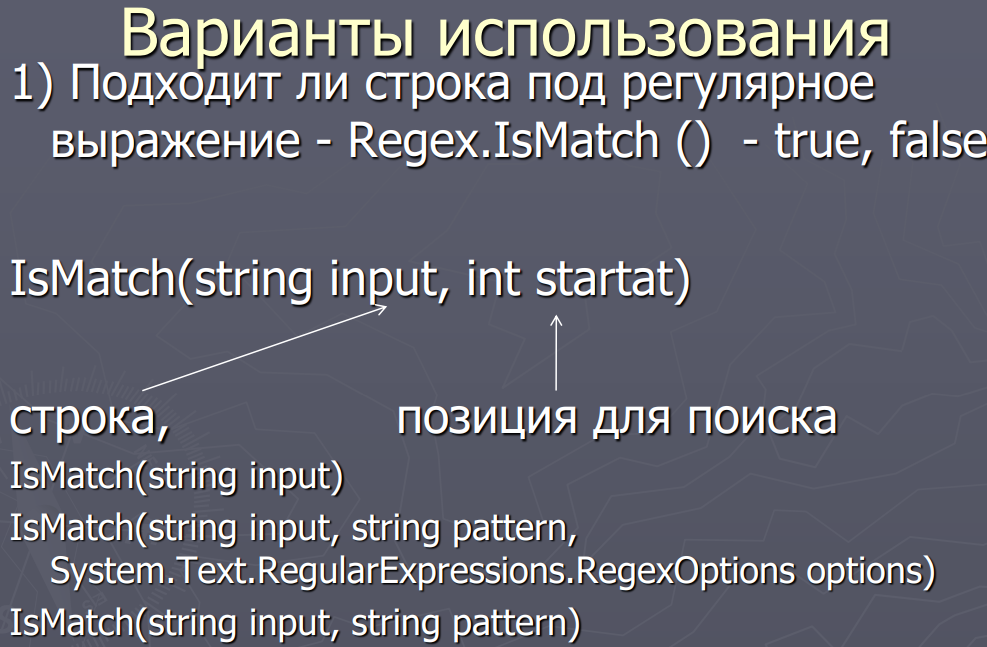 Варианты использования
1) Подходит ли строка под регулярное
выражение - Regex.IsMatch () - true, false
IsMatch(string input, int startat)
строка, позиция для поиска
IsMatch(string input)
IsMatch(string input, string pattern,
System.Text.RegularExpressions.RegexOptions options)
IsMatch(string input, string pattern)